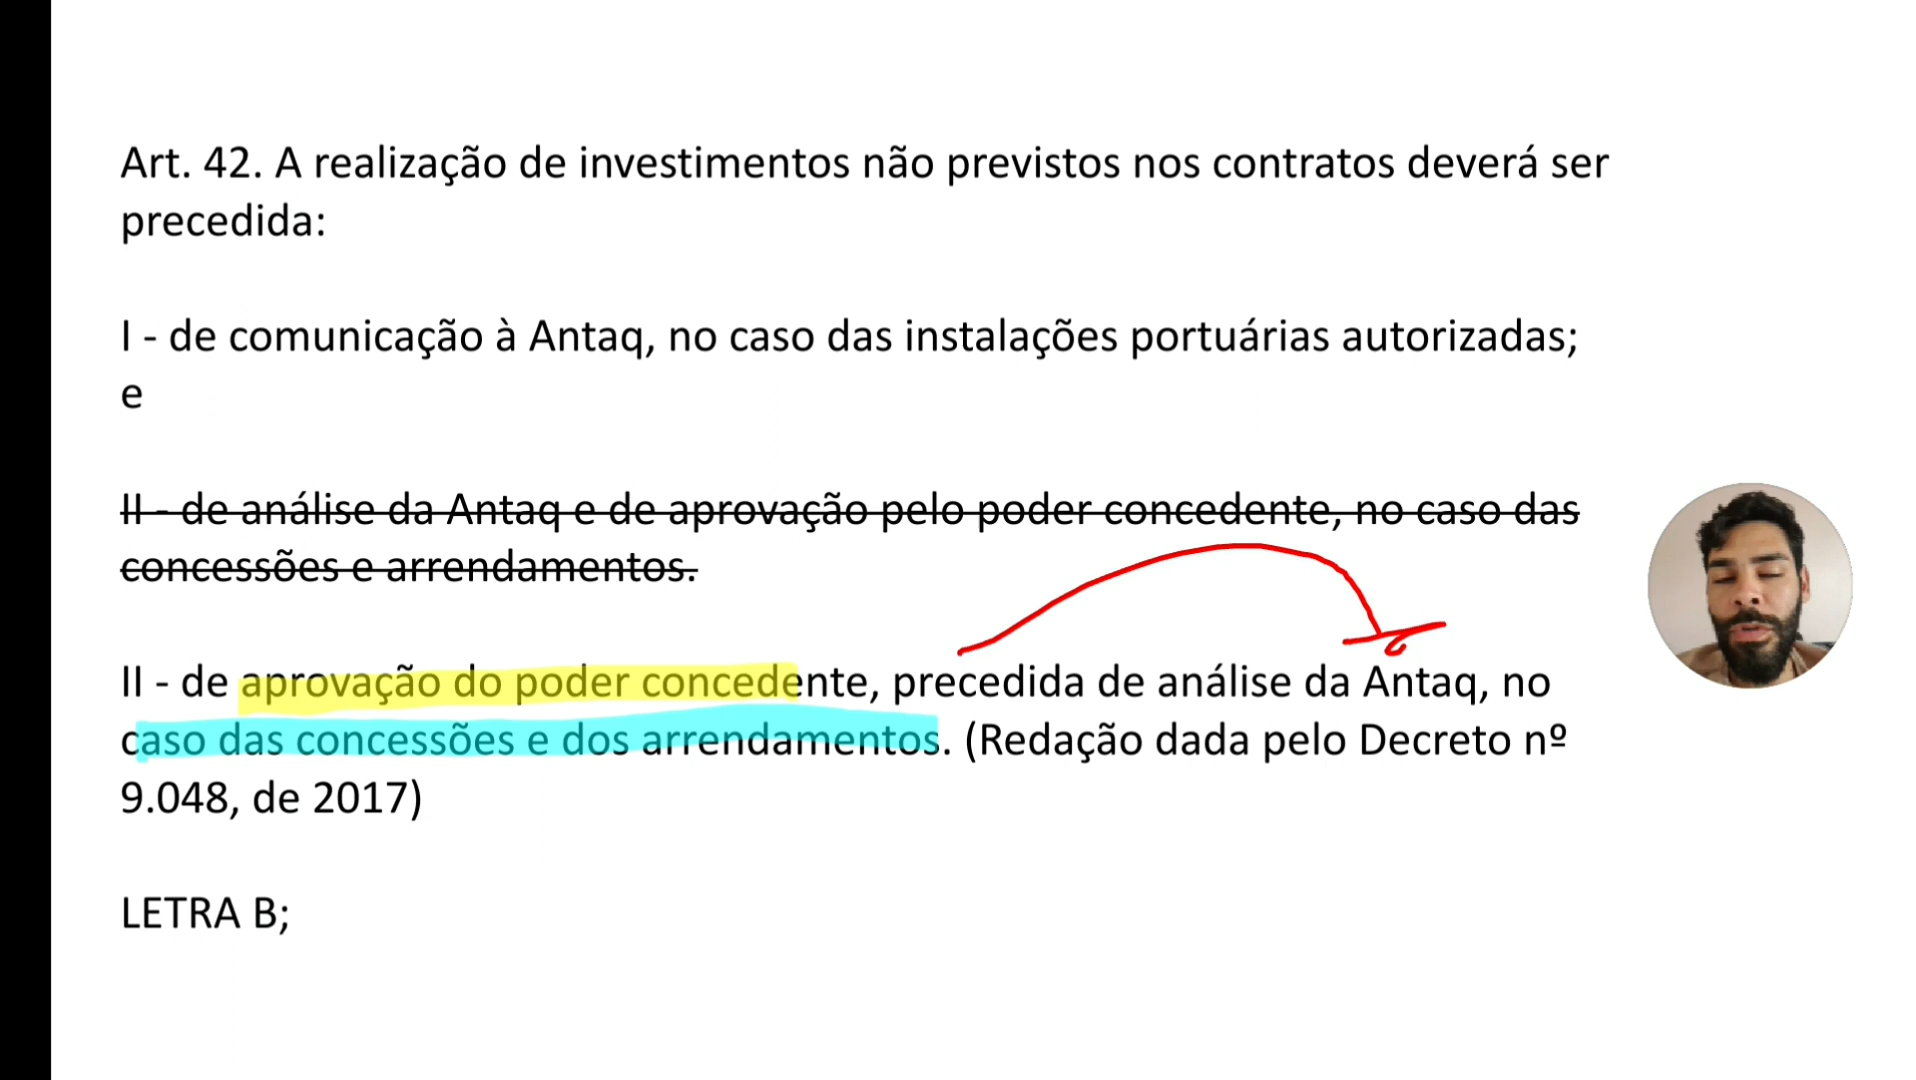 Art. 42. A realização de investimentos não previstos nos contratos deverá ser
precedida:
I - de comunicação à Antaq, no caso das instalações portuárias autorizadas;
e
II - de análise da Antaq e de aprovação pelo poder concedente, no caso das
concessões e arrendamentos.
II - de aprovação do poder concedente, precedida de análise da Antaq, no
caso das concessões e dos arrendamentos. (Redação dada pelo Decreto nº
9.048, de 2017)
LETRA B;